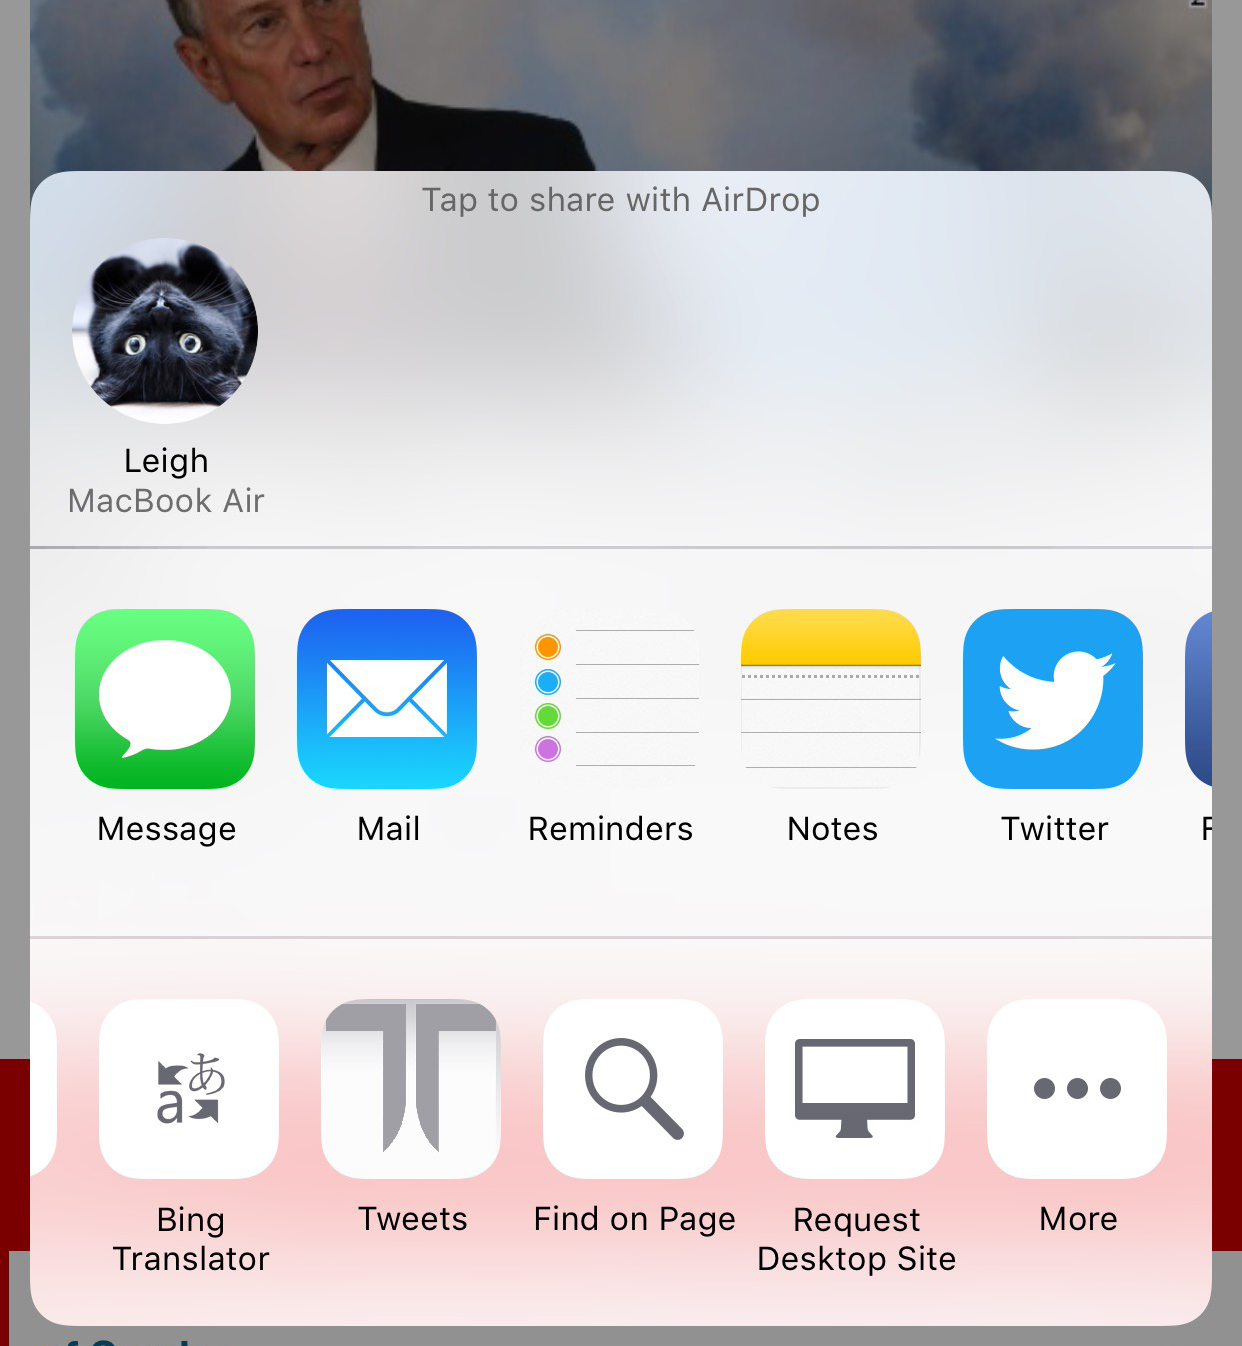 Tap to share with AirDrop
Leigh
MacBook Air
Message
Mail
Reminders
Notes
Twitter
F
あ
a
Bing
Translator
Tweets
Find on Page
Request
Desktop Site
More